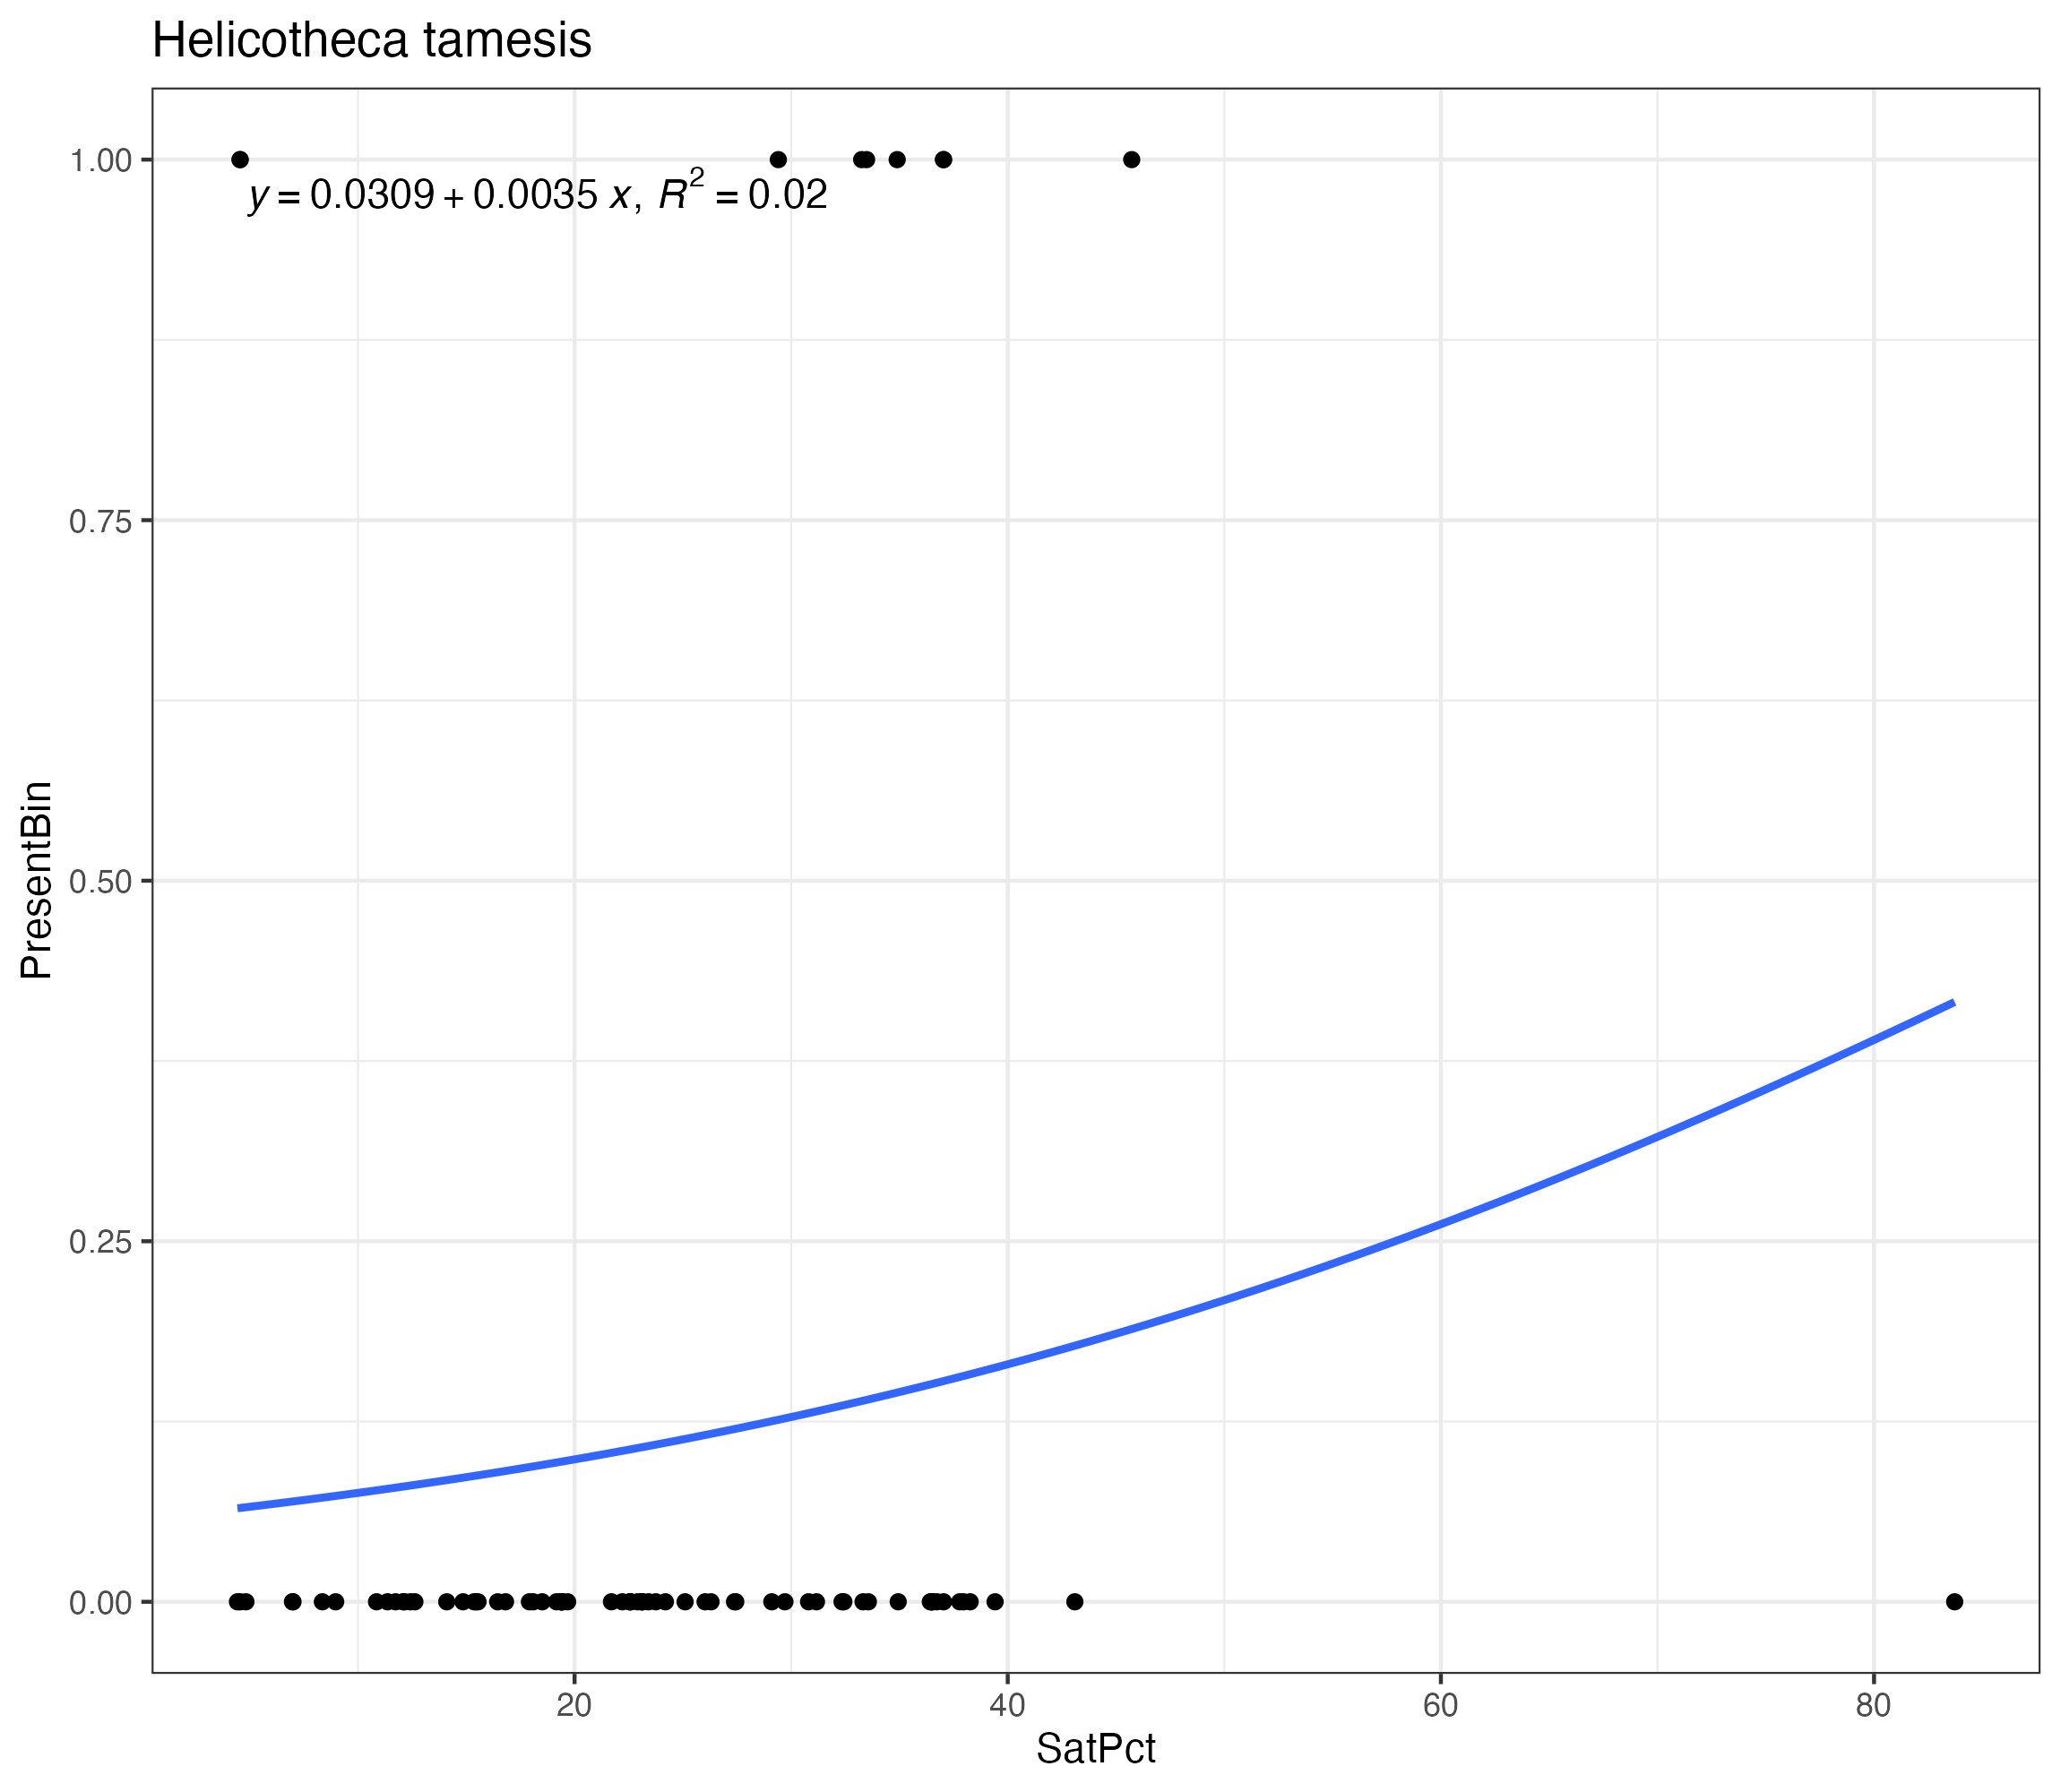 Helicotheca tamesis
1.00
y = 0.0309 + 0.0035 x, R² = 0.02
0.75
PresentBin
0.50
0.25
0.00
20 40 60 80
SatPct